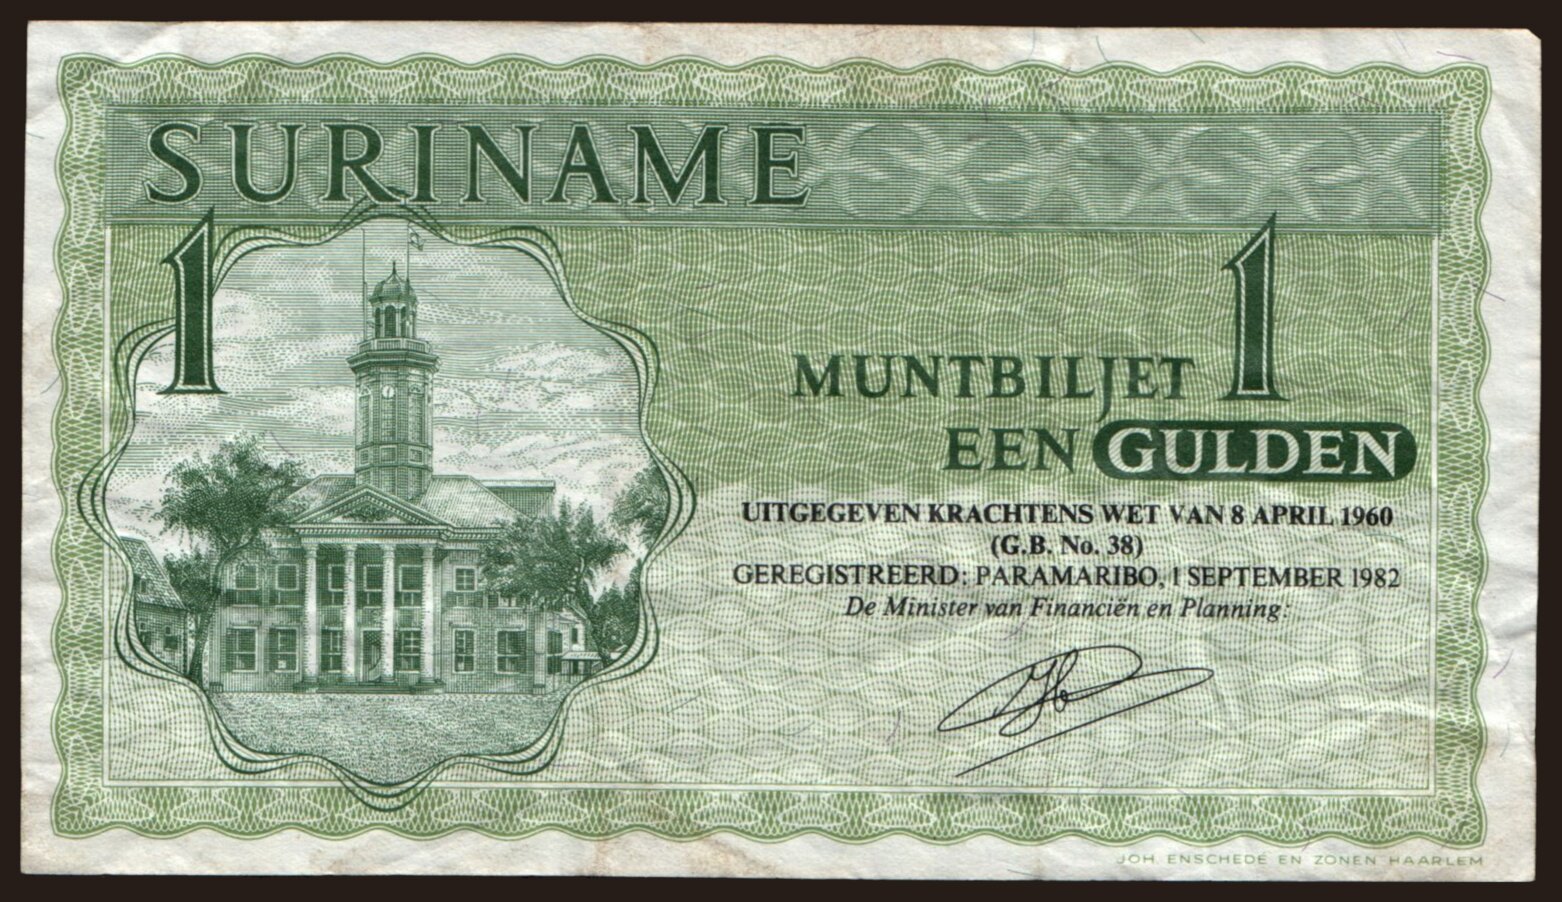 SURINAME
1
1
MUNTBILJET
EEN GULDEN
UITGEGEVEN KRACHTENS WET VAN 8 APRIL 1960
(G.B. No. 38)
GEREGISTREERD: PARAMARIBO, 1 SEPTEMBER 1982
De Minister van Financiën en Planning:
JOH. ENSCHEDÉ EN ZONEN HAARLEM